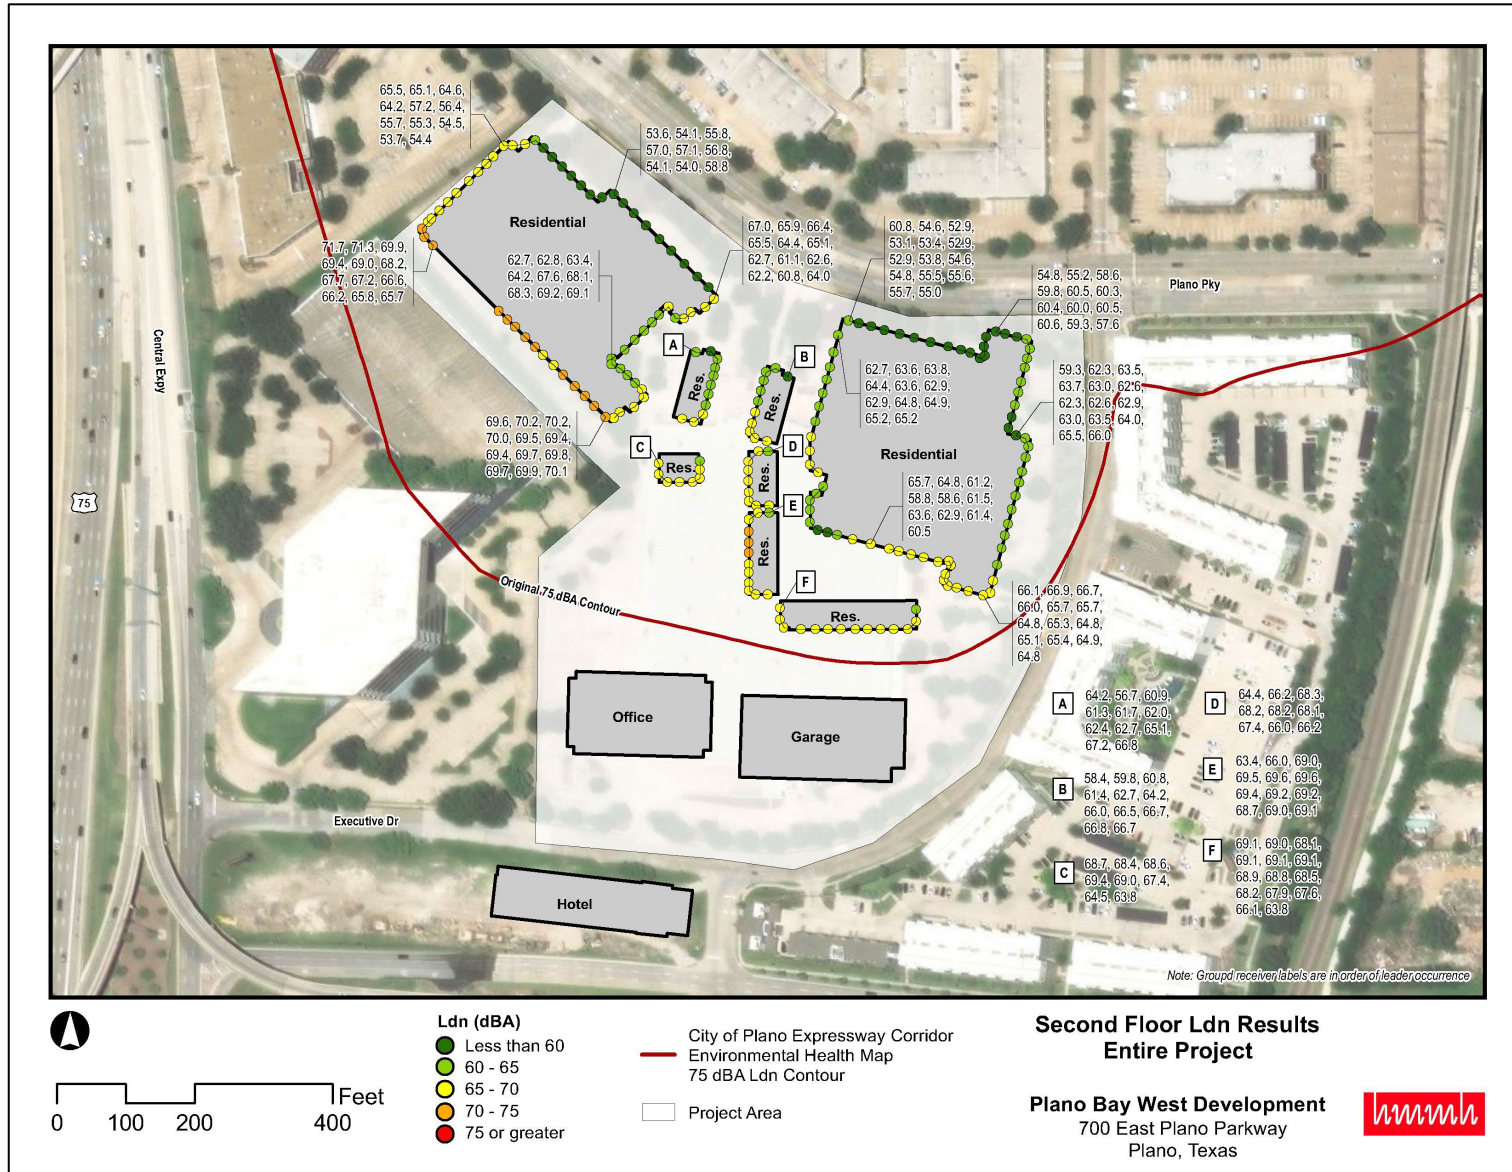 65.5, 65.1, 64.6,
64.2, 57.2, 56.4,
55.7, 55.3, 54.5,
53.7, 54.4
53.6, 54.1, 55.8,
57.0, 57.1, 56.8,
54.1, 54.0, 58.8
Residential
67.0, 65.9, 66.4,
65.5, 64.4, 65.1,
62.7, 61.1, 62.6,
62.2, 60.8, 64.0
60.8, 54.6, 52.9,
53.1, 53.4, 52.9,
52.9, 53.8, 54.6,
54.8, 55.5, 55.6,
55.7, 55.0
71.7, 71.3, 69.9,
69.4, 69.0, 68.2,
67.7, 67.2, 66.6,
66.2, 65.8, 65.7
62.7, 62.8, 63.4,
64.2, 67.6, 68.1,
68.3, 69.2, 69.1
54.8, 55.2, 58.6,
59.8, 60.5, 60.3,
60.4, 60.0, 60.5,
60.6, 59.3, 57.6
Plano Pky
Central Expy
A
B
Res.
Res.
62.7, 63.6, 63.8,
64.4, 63.6, 62.9,
62.9, 64.8, 64.9,
65.2, 65.2
59.3, 62.3, 63.5,
63.7, 63.0, 62.6,
62.3, 62.6, 62.9,
63.0, 63.5, 64.0,
65.5, 66.0
69.6, 70.2, 70.2,
70.0, 69.5, 69.4,
69.4, 69.7, 69.8,
69.7, 69.9, 70.1
C
D
Res.
Res.
Residential
75
65.7, 64.8, 61.2,
58.8, 58.6, 61.5,
63.6, 62.9, 61.4,
60.5
E
Res.
Original 75 dBA Contour
F
Res.
66.1, 66.9, 66.7,
66.0, 65.7, 65.7,
64.8, 65.3, 64.8,
65.1, 65.4, 64.9,
64.8
Office
Garage
A
64.2, 56.7, 60.9,
61.3, 61.7, 62.0,
62.4, 62.7, 65.1,
67.2, 66.8
D
64.4, 66.2, 68.3,
68.2, 68.2, 68.1,
67.4, 66.0, 66.2
B
58.4, 59.8, 60.8,
61.4, 62.7, 64.2,
66.0, 66.5, 66.7,
66.8, 66.7
E
63.4, 66.0, 69.0,
69.5, 69.6, 69.6,
69.4, 69.2, 69.2,
68.7, 69.0, 69.1
C
68.7, 68.4, 68.6,
69.4, 69.0, 67.4,
64.5, 63.8
F
69.1, 69.0, 68.1,
69.1, 69.1, 69.1,
68.9, 68.8, 68.5,
68.2, 67.9, 67.6,
66.1, 63.8
Executive Dr
Hotel
Note: Groupd receiver labels are in order of leader occurrence
0 100 200 400 Feet
Ldn (dBA)
Less than 60
60 - 65
65 - 70
70 - 75
75 or greater
City of Plano Expressway Corridor
Environmental Health Map
75 dBA Ldn Contour
Project Area
Second Floor Ldn Results
Entire Project
Plano Bay West Development
700 East Plano Parkway
Plano, Texas
hmmh